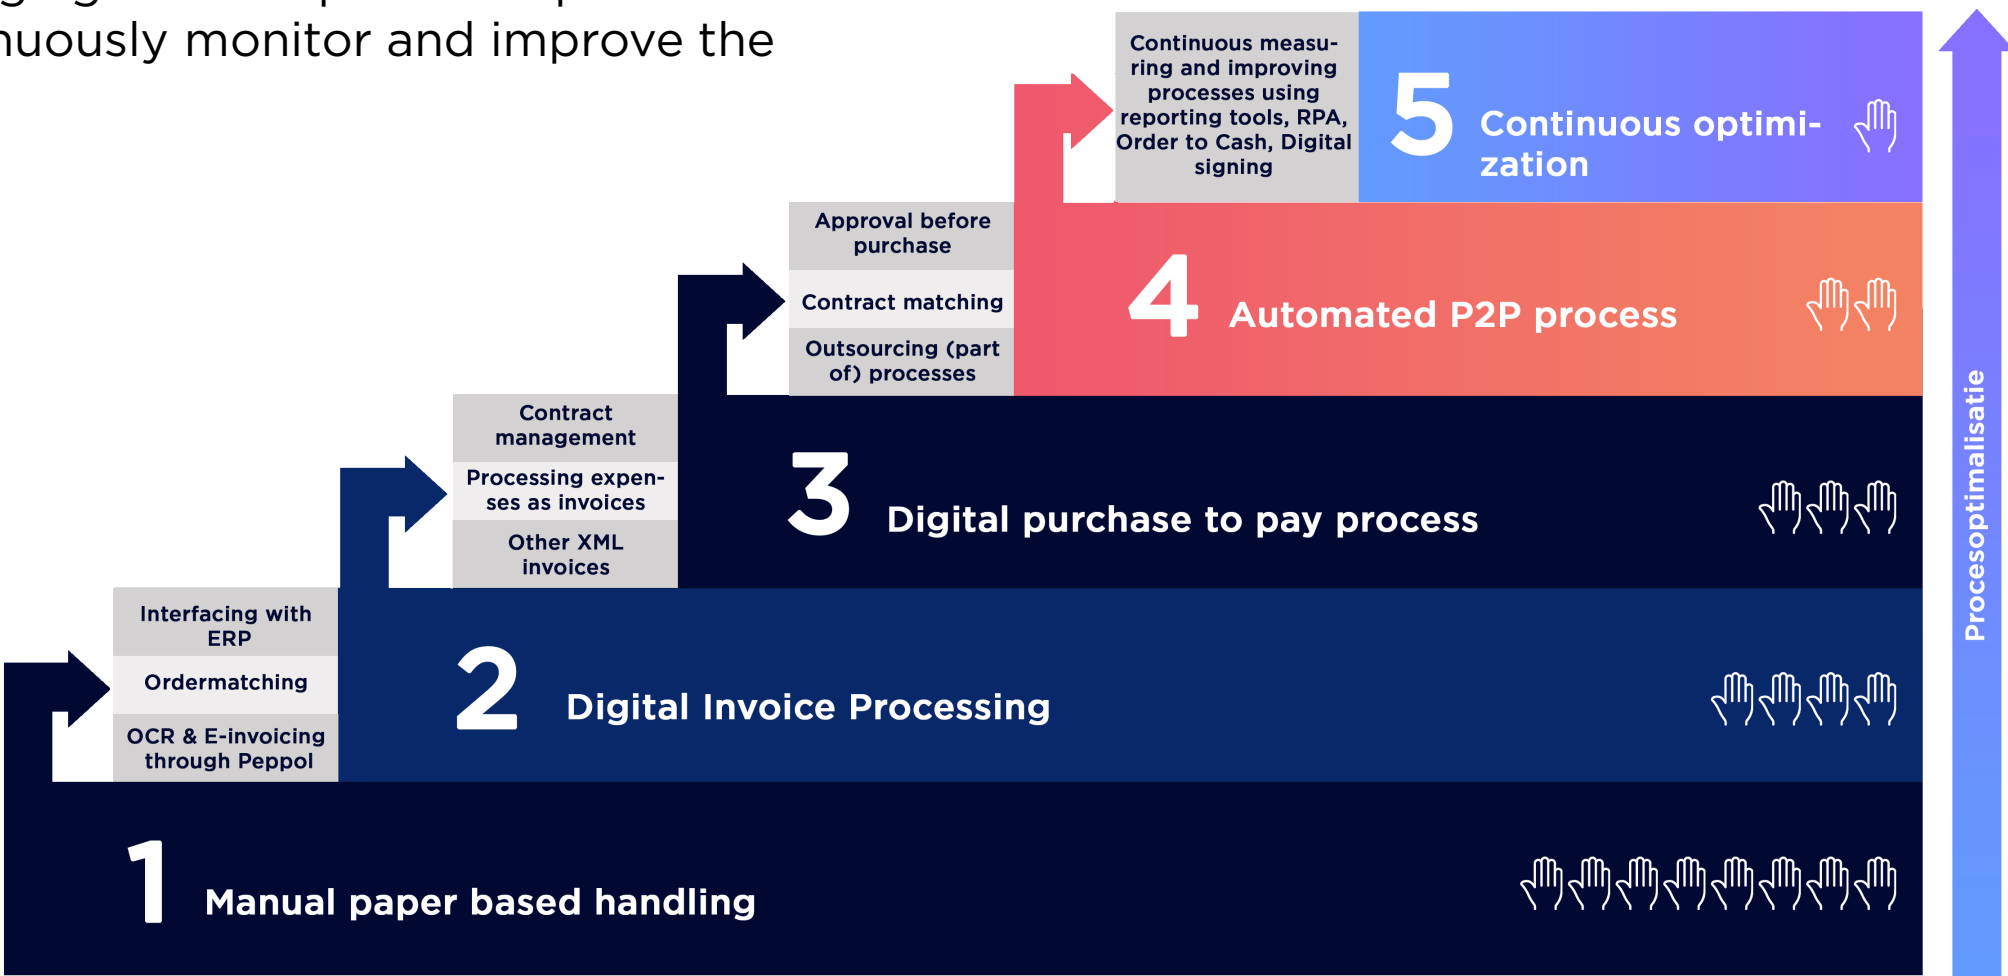 nuously monitor and improve the
Continuous measu-
ring and improving
processes using
reporting tools, RPA,
Order to Cash, Digital
signing
5
Continuous optimi-
zation
Approval before
purchase
Contract matching
Outsourcing (part
of) processes
4
Automated P2P process
Contract
management
Processing expen-
ses as invoices
Other XML
invoices
3
Digital purchase to pay process
Interfacing with
ERP
Ordermatching
OCR & E-invoicing
through Peppol
2
Digital Invoice Processing
1
Manual paper based handling
Procesoptimalisatie